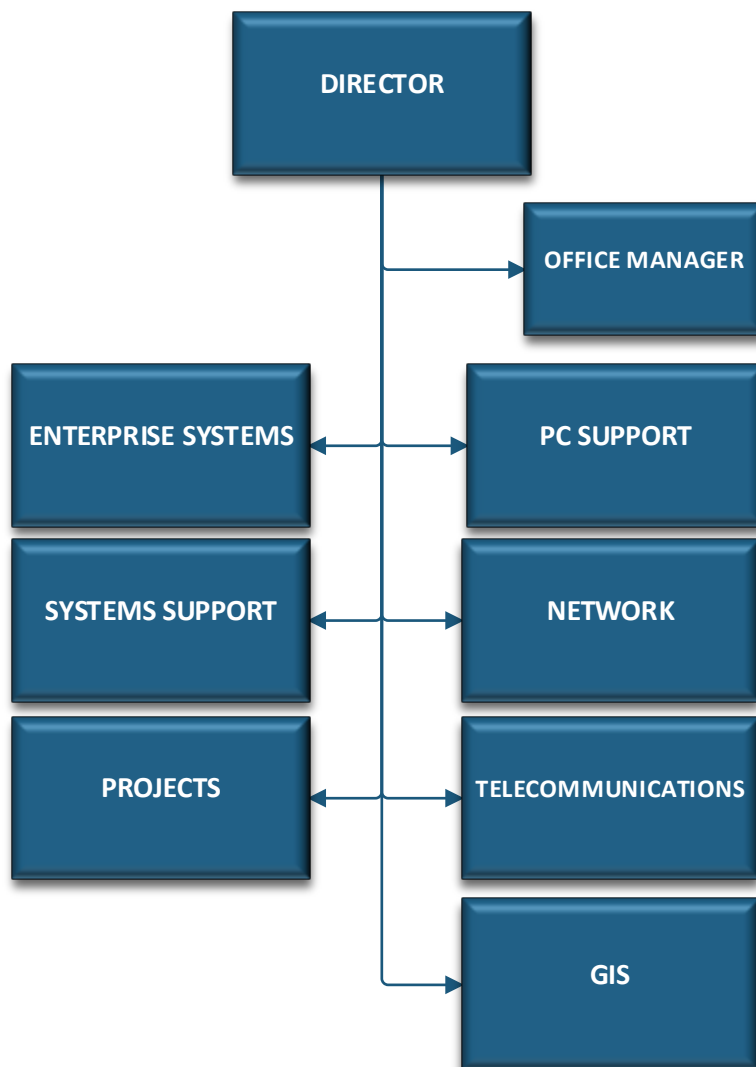 DIRECTOR
OFFICE MANAGER
ENTERPRISE SYSTEMS
PC SUPPORT
SYSTEMS SUPPORT
NETWORK
PROJECTS
TELECOMMUNICATIONS
GIS